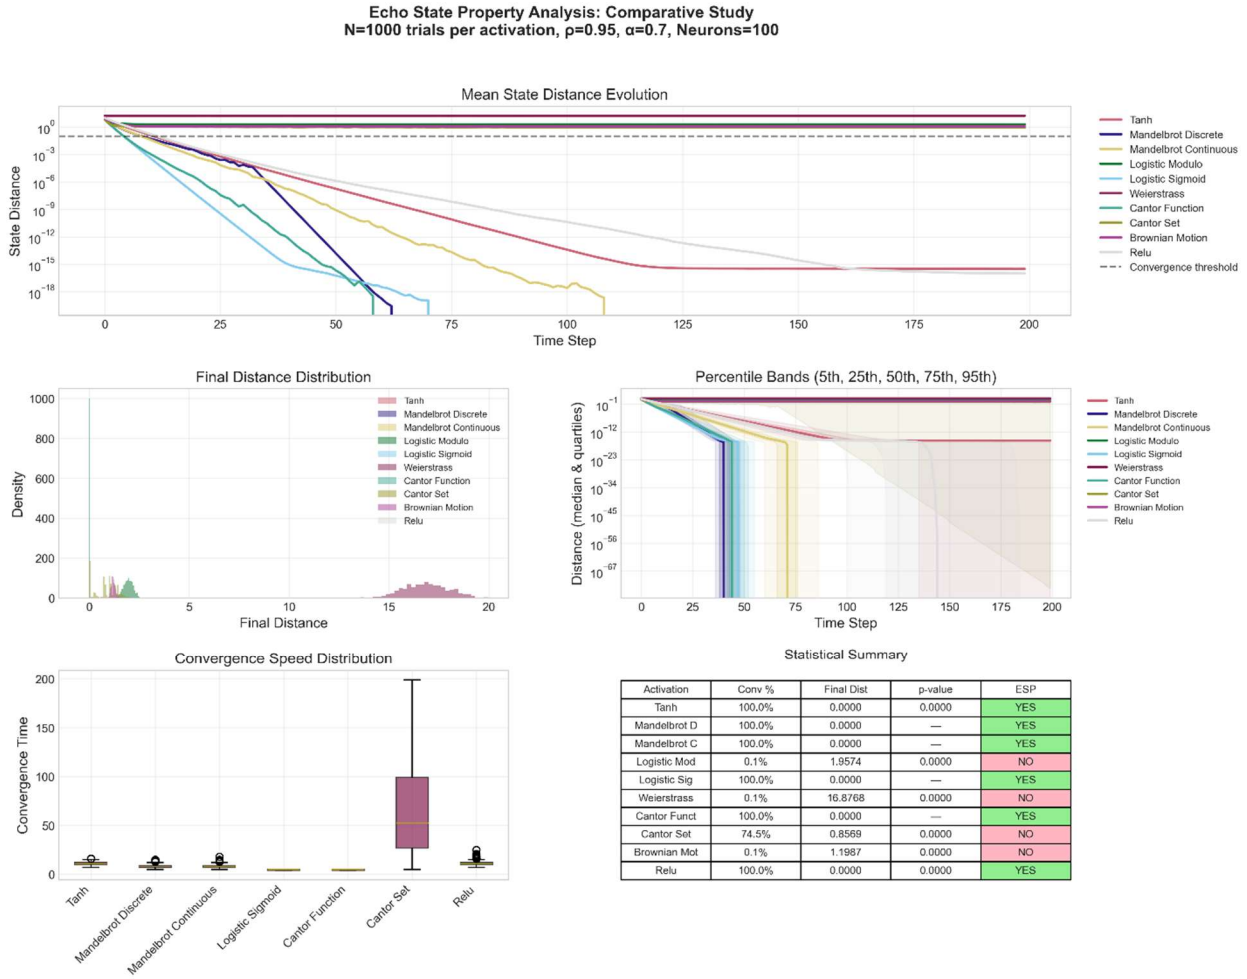 Echo State Property Analysis: Comparative Study
N=1000 trials per activation, ρ=0.95, α=0.7, Neurons=100
Mean State Distance Evolution
State Distance
10^0
10^-3
10^-6
10^-9
10^-12
10^-15
10^-18
0 25 50 75 100 125 150 175 200
Time Step
Tanh
Mandelbrot Discrete
Mandelbrot Continuous
Logistic Modulo
Logistic Sigmoid
Weierstrass
Cantor Function
Cantor Set
Brownian Motion
Relu
Convergence threshold
Final Distance Distribution
Density
1000
800
600
400
200
0
0 5 10 15 20
Final Distance
Tanh
Mandelbrot Discrete
Mandelbrot Continuous
Logistic Modulo
Logistic Sigmoid
Weierstrass
Cantor Function
Cantor Set
Brownian Motion
Relu
Percentile Bands (5th, 25th, 50th, 75th, 95th)
Distance (median & quartiles)
10^-1
10^-12
10^-23
10^-34
10^-45
10^-56
10^-67
0 25 50 75 100 125 150 175 200
Time Step
Tanh
Mandelbrot Discrete
Mandelbrot Continuous
Logistic Modulo
Logistic Sigmoid
Weierstrass
Cantor Function
Cantor Set
Brownian Motion
Relu
Convergence Speed Distribution
Convergence Time
200
150
100
50
0
Tanh
Mandelbrot Discrete
Mandelbrot Continuous
Logistic Sigmoid
Cantor Function
Cantor Set
Relu
Statistical Summary
Activation Conv % Final Dist p-value ESP
Tanh 100.0% 0.0000 0.0000 YES
Mandelbrot D 100.0% 0.0000 — YES
Mandelbrot C 100.0% 0.0000 — YES
Logistic Mod 0.1% 1.9574 0.0000 NO
Logistic Sig 100.0% 0.0000 — YES
Weierstrass 0.1% 16.8768 0.0000 NO
Cantor Funct 100.0% 0.0000 — YES
Cantor Set 74.5% 0.8569 0.0000 NO
Brownian Mot 0.1% 1.1987 0.0000 NO
Relu 100.0% 0.0000 0.0000 YES